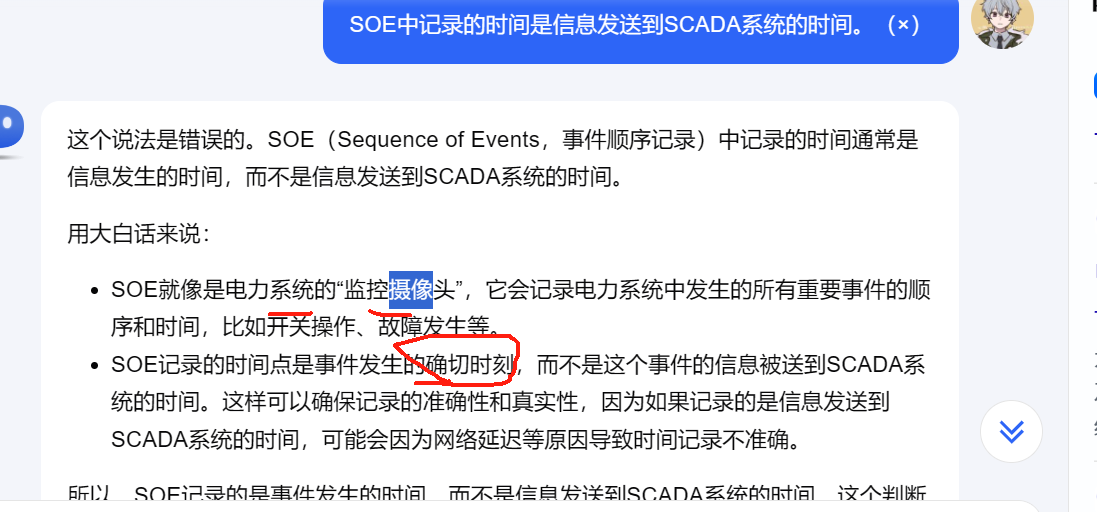 SOE中记录的时间是信息发送到SCADA系统的时间。（×）
这个说法是错误的。SOE（Sequence of Events，事件顺序记录）中记录的时间通常是
信息发生的时间，而不是信息发送到SCADA系统的时间。
用大白话来说：
• SOE就像是电力系统的“监控摄像头”，它会记录电力系统中发生的所有重要事件的顺
序和时间，比如开关操作、故障发生等。
• SOE记录的时间点是事件发生的确切时刻，而不是这个事件的信息被送到SCADA系
统的时间。这样可以确保记录的准确性和真实性，因为如果记录的是信息发送到
SCADA系统的时间，可能会因为网络延迟等原因导致时间记录不准确。
所以，SOE记录的是事件发生的时间，而不是信息发送到SCADA系统的时间，这个判断